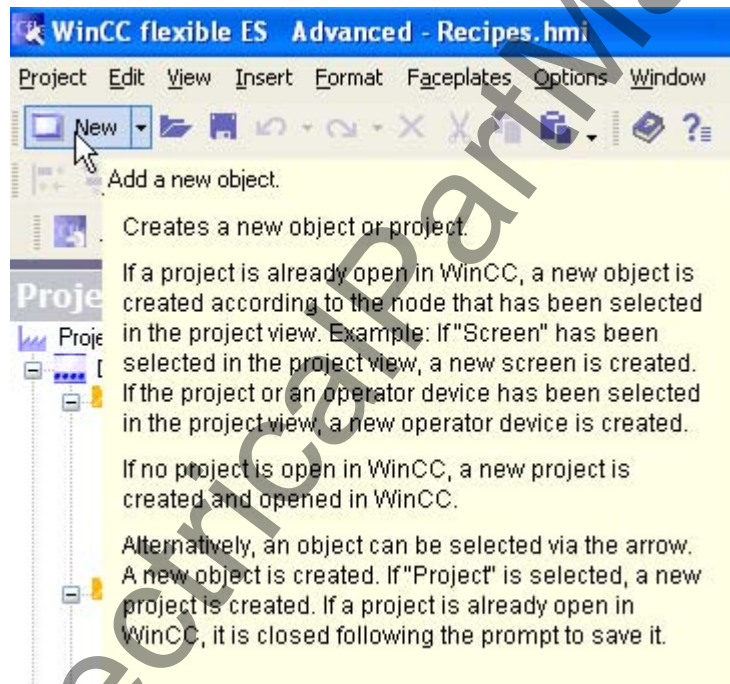 WinCC flexible ES Advanced - Recipes.hmi
Project Edit View Insert Format Faceplates Options Window
New
Add a new object.
Creates a new object or project.
If a project is already open in WinCC, a new object is
created according to the node that has been selected
in the project view. Example: If "Screen" has been
selected in the project view, a new screen is created.
If the project or an operator device has been selected
in the project view, a new operator device is created.
If no project is open in WinCC, a new project is
created and opened in WinCC.
Alternatively, an object can be selected via the arrow.
A new object is created. If "Project" is selected, a new
project is created. If a project is already open in
WinCC, it is closed following the prompt to save it.
Proje
Proje